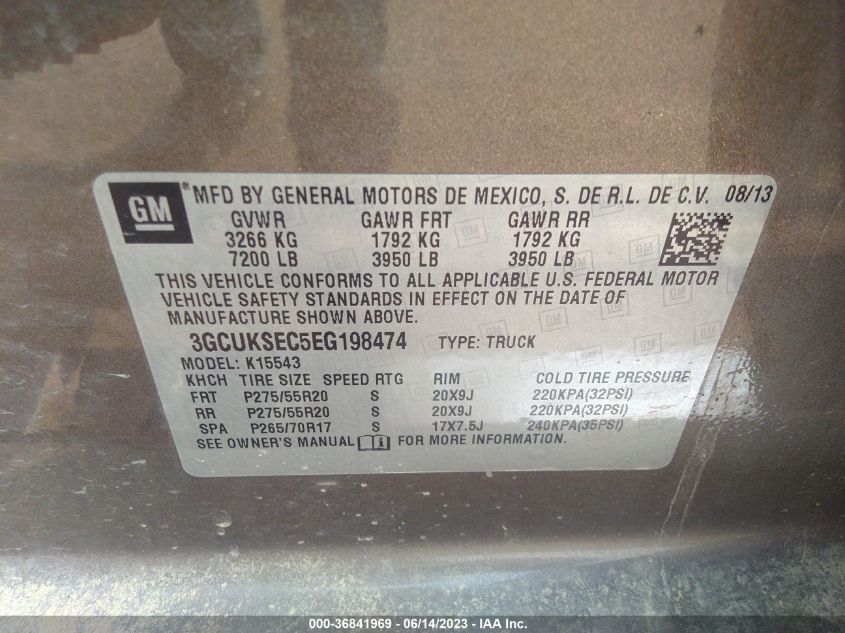 GM ® MFD BY GENERAL MOTORS DE MEXICO, S. DE R.L. DE C.V. 08/13
GVWR GAWR FRT GAWR RR
3266 KG 1792 KG 1792 KG
7200 LB 3950 LB 3950 LB
THIS VEHICLE CONFORMS TO ALL APPLICABLE U.S. FEDERAL MOTOR
VEHICLE SAFETY STANDARDS IN EFFECT ON THE DATE OF
MANUFACTURE SHOWN ABOVE.
3GCUKSEC5EG198474 TYPE: TRUCK
MODEL: K15543
KHCH TIRE SIZE SPEED RTG RIM COLD TIRE PRESSURE
FRT P275/55R20 S 20X9J 220KPA(32PSI)
RR P275/55R20 S 20X9J 220KPA(32PSI)
SPA P265/70R17 S 17X7.5J 240KPA(35PSI)
SEE OWNER'S MANUAL FOR MORE INFORMATION.
000-36841969 - 06/14/2023 - IAA Inc.